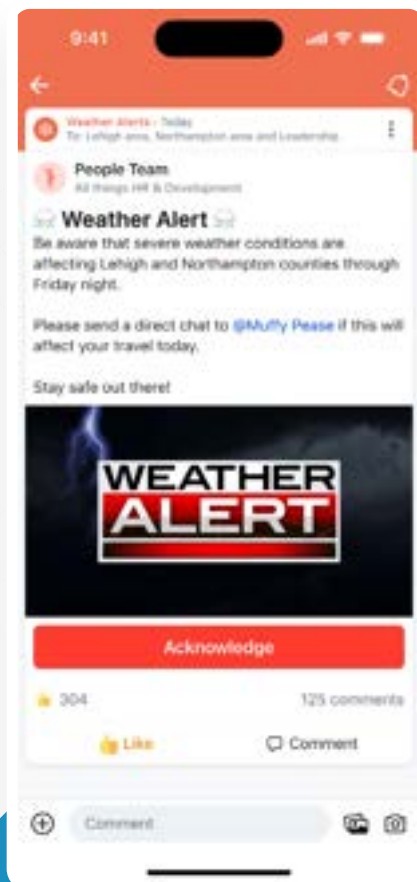 9:41
Weather Alerts - Today
To: Lehigh area, Northampton area and Leadership
People Team
All things HR & Development
Weather Alert
Be aware that severe weather conditions are
affecting Lehigh and Northampton counties through
Friday night.
Please send a direct chat to @Muffy Pease if this will
affect your travel today.
Stay safe out there!
WEATHER
ALERT
Acknowledge
304
125 comments
Like
Comment
Comment